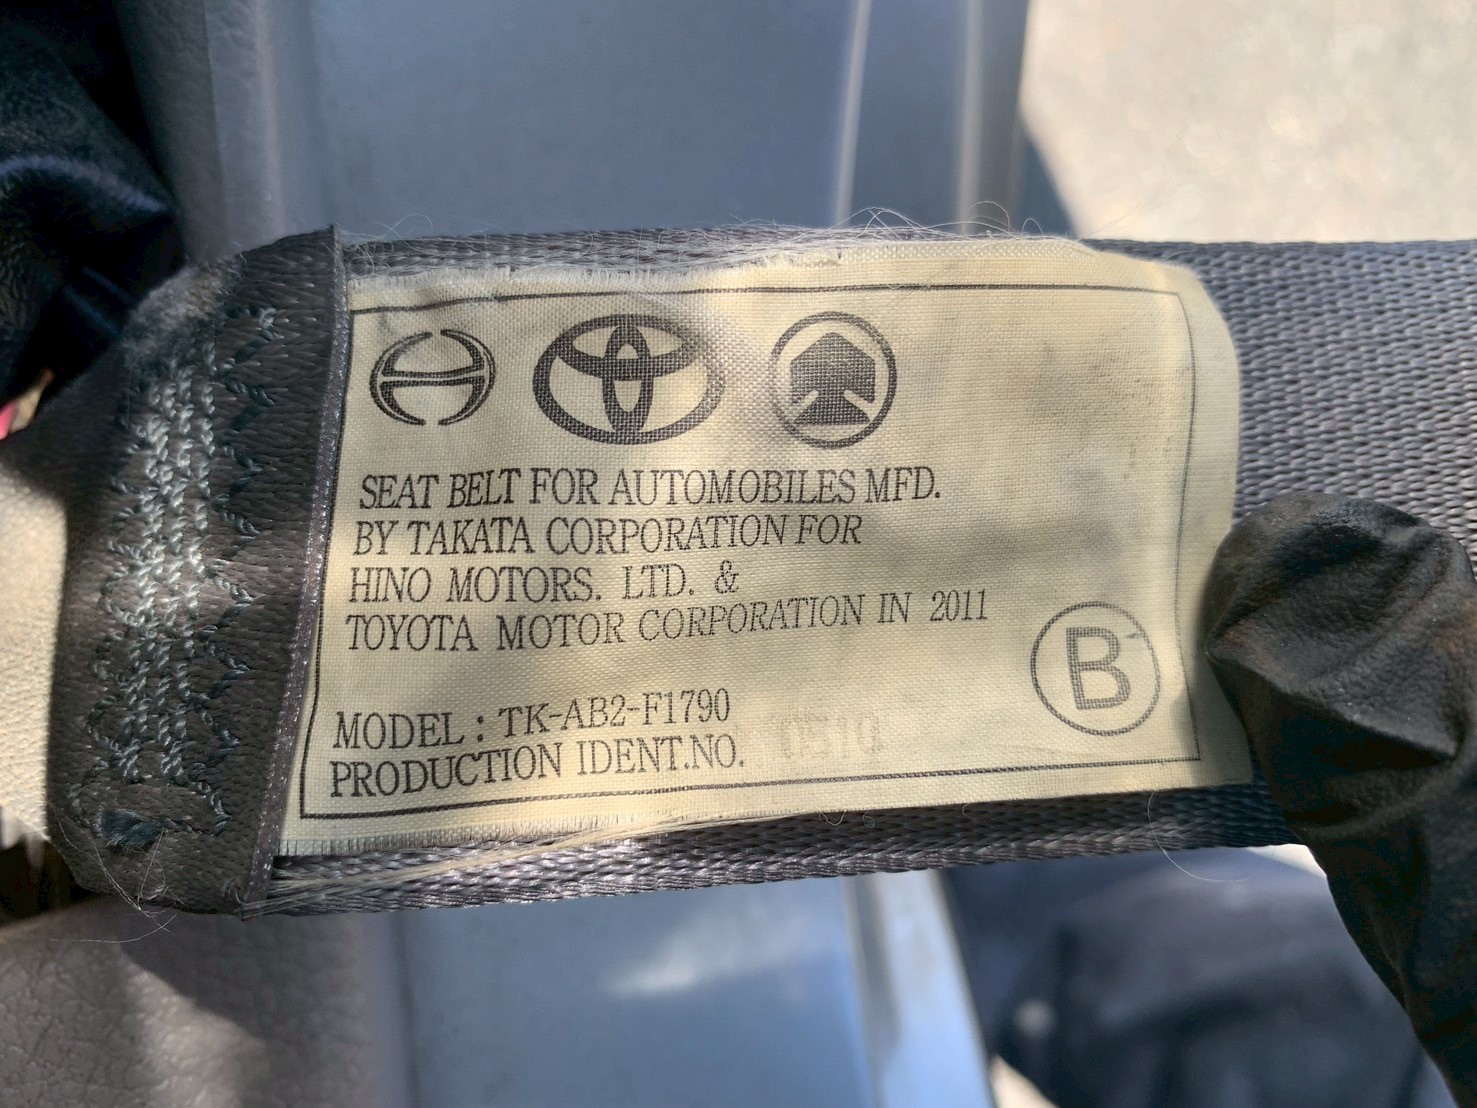 SEAT BELT FOR AUTOMOBILES MFD.
BY TAKATA CORPORATION FOR
HINO MOTORS. LTD. &
TOYOTA MOTOR CORPORATION IN 2011
B
MODEL : TK-AB2-F1790
PRODUCTION IDENT.NO.